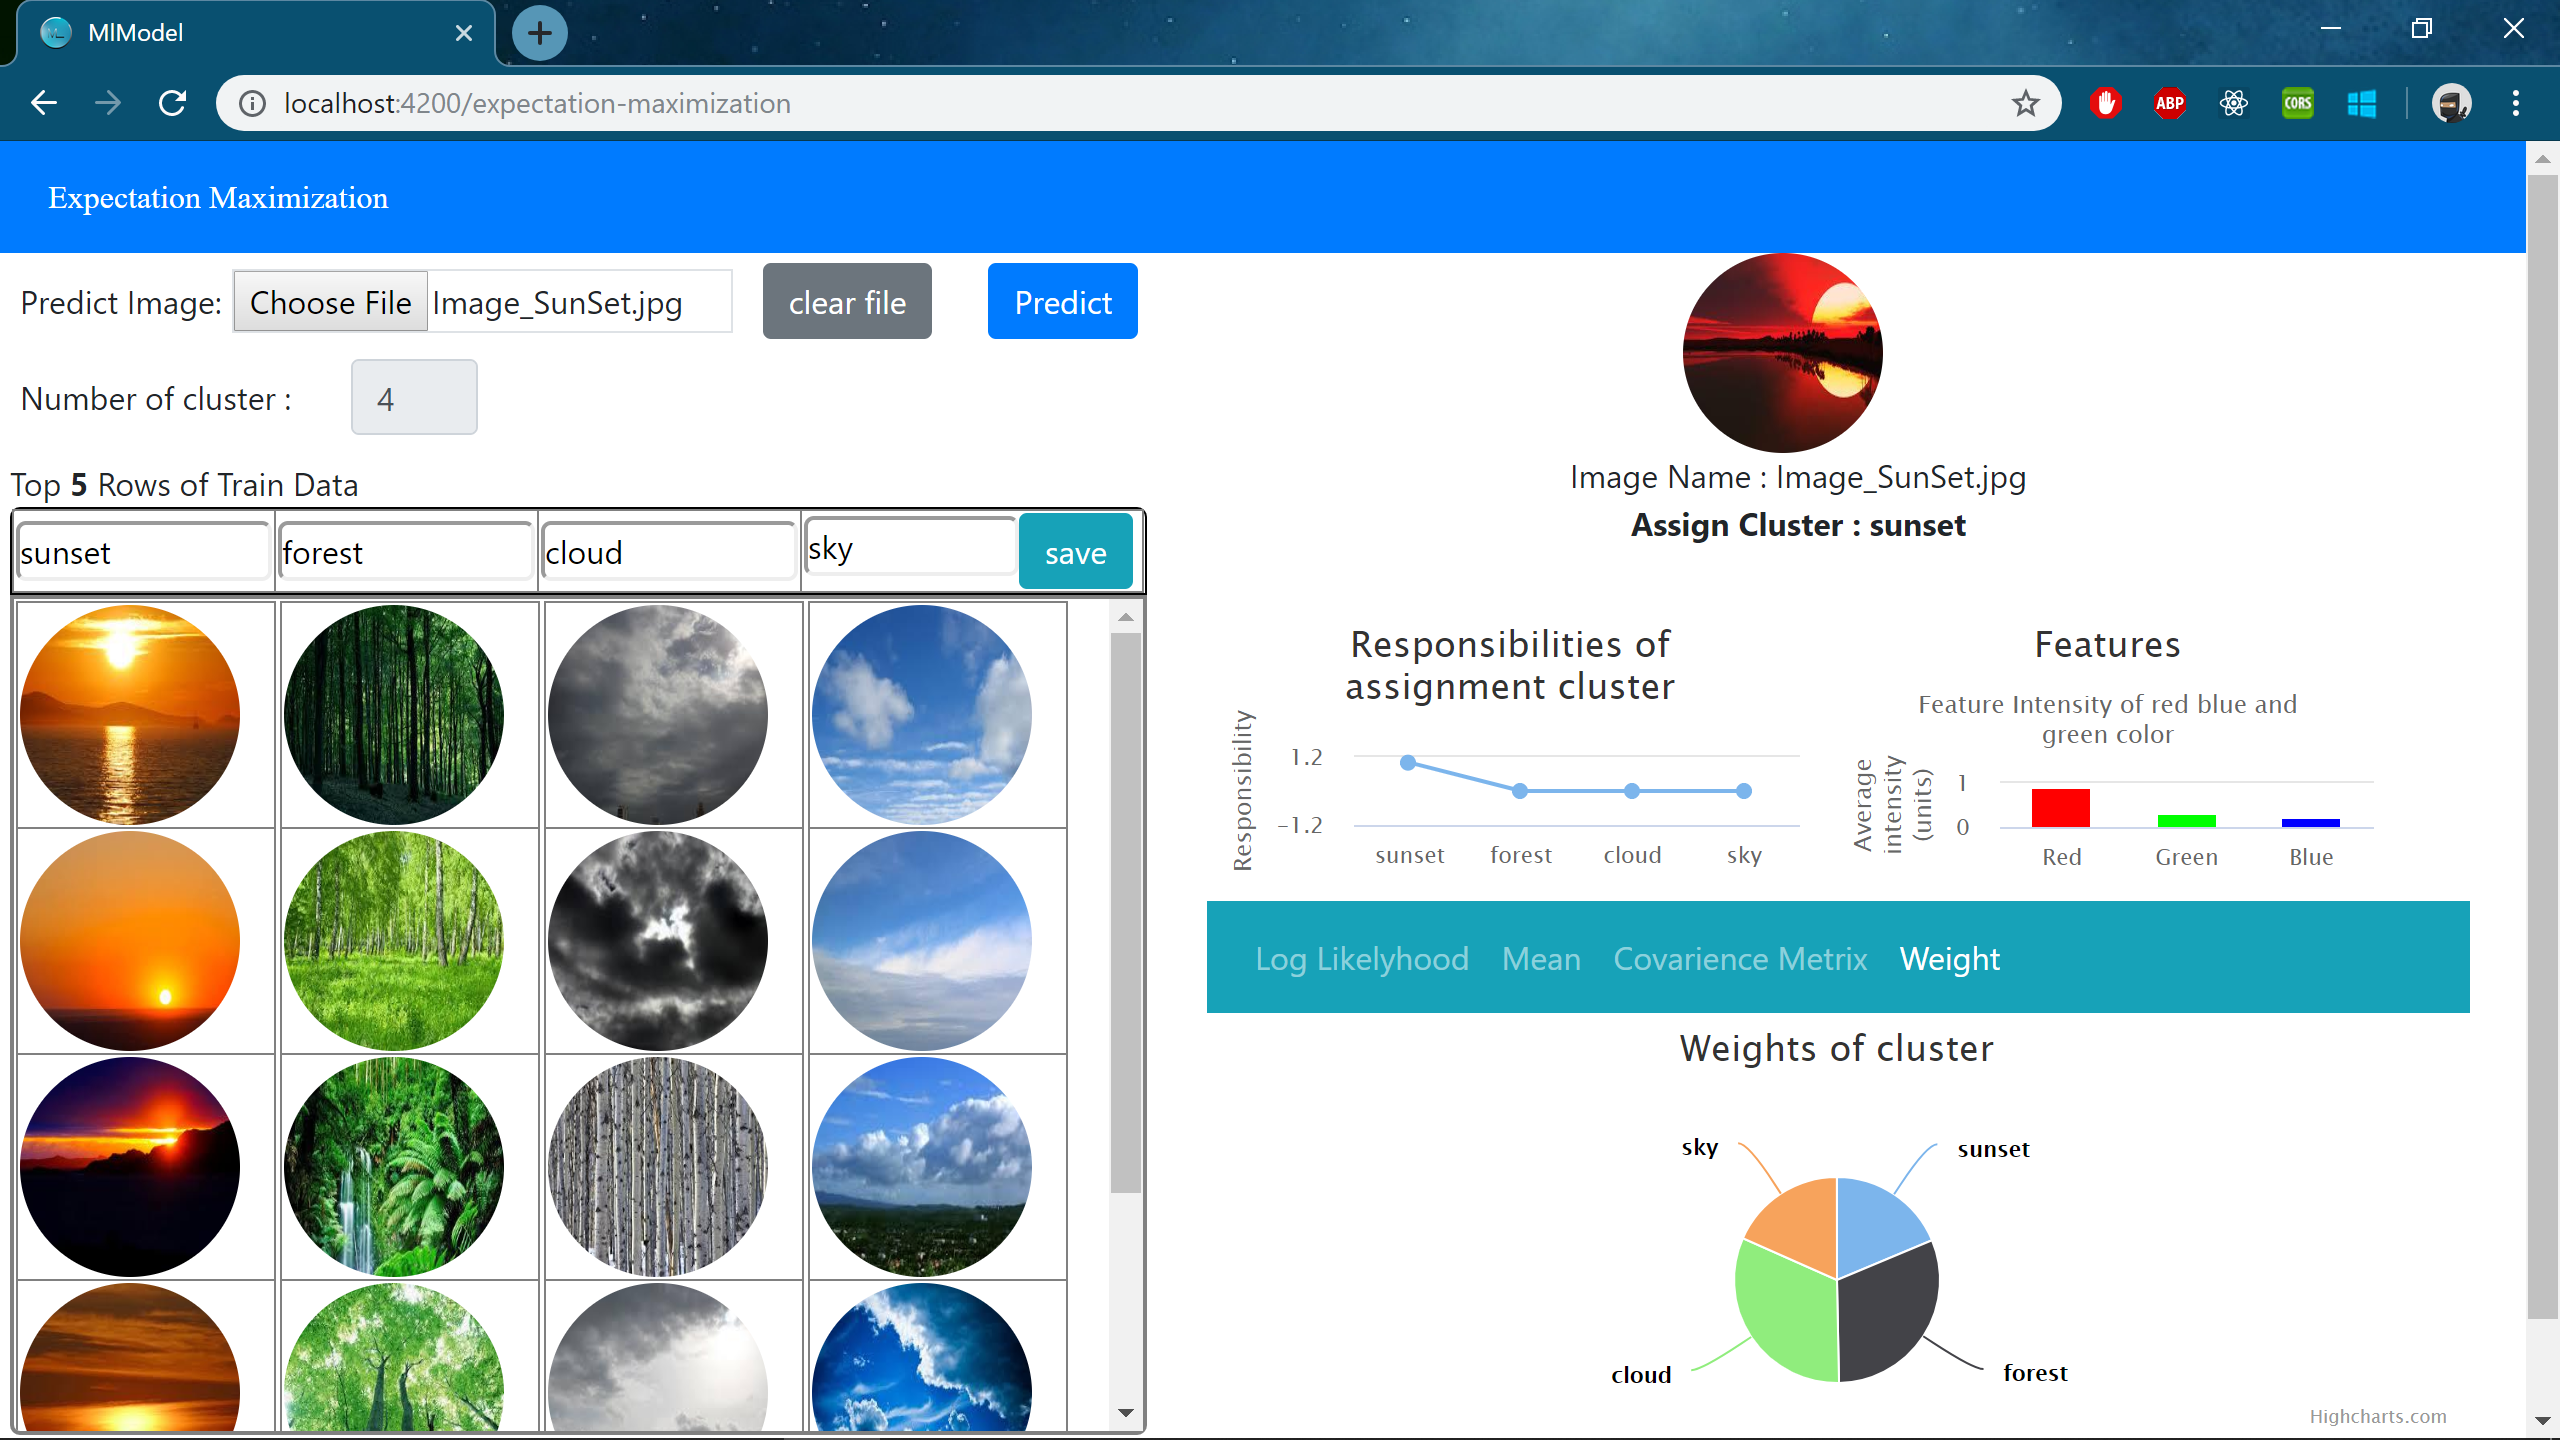 MlModel
localhost:4200/expectation-maximization
ABP
CORS
Expectation Maximization
Predict Image: Choose File Image_SunSet.jpg clear file Predict
Number of cluster : 4
Top 5 Rows of Train Data
sunset forest cloud sky save
Image Name : Image_SunSet.jpg
Assign Cluster : sunset
Responsibilities of
assignment cluster
Responsibility
1.2
-1.2
sunset forest cloud sky
Features
Feature Intensity of red blue and
green color
Average
intensity
(units)
1
0
Red Green Blue
Log Likelyhood Mean Covarience Metrix Weight
Weights of cluster
sky sunset
cloud forest
Highcharts.com